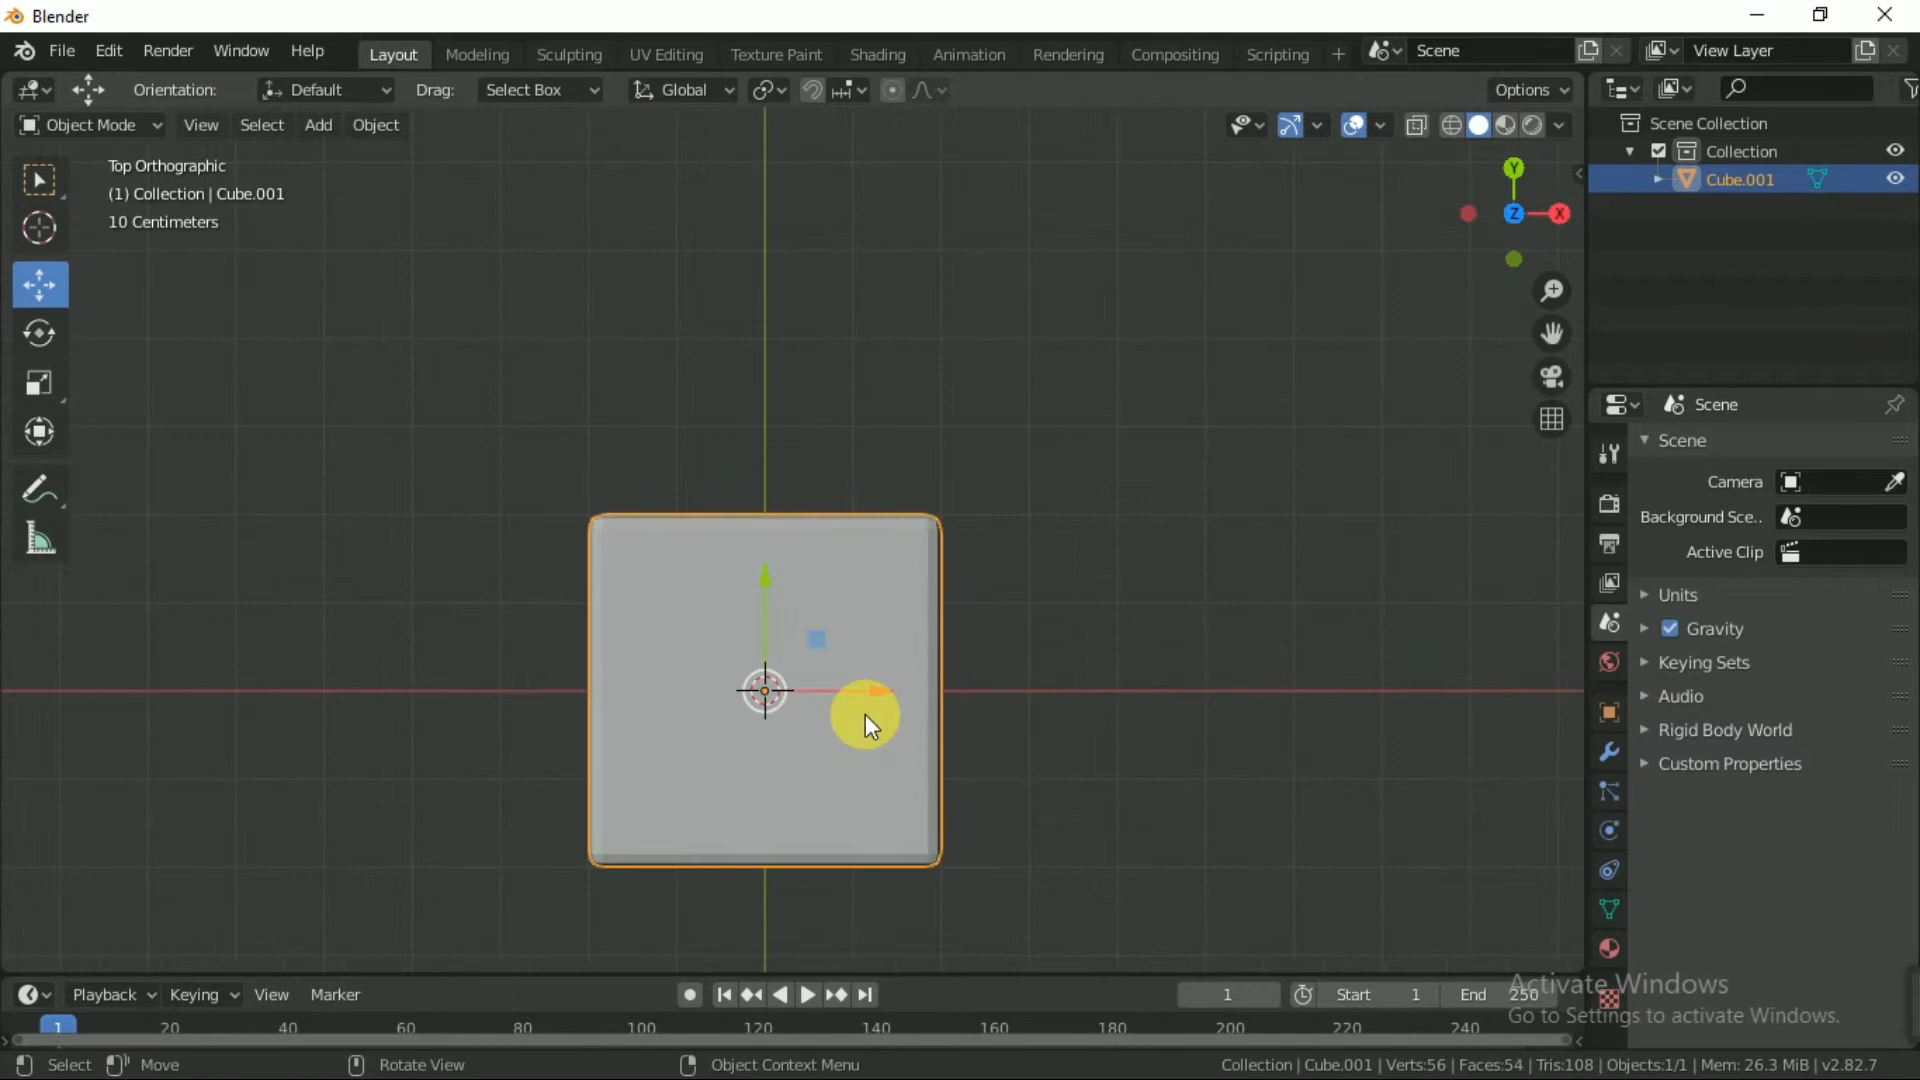 Blender
File Edit Render Window Help Layout Modeling Sculpting UV Editing Texture Paint Shading Animation Rendering Compositing Scripting + Scene View Layer
Orientation: Default Drag: Select Box Global Options
Object Mode View Select Add Object
Top Orthographic
(1) Collection | Cube.001
10 Centimeters
Y
Z X
Scene Collection
Collection
Cube.001
Scene
Scene
Camera
Background Sce..
Active Clip
Units
Gravity
Keying Sets
Audio
Rigid Body World
Custom Properties
Activate Windows
Go to Settings to activate Windows.
Playback Keying View Marker 1 Start 1 End 250
1 20 40 60 80 100 120 140 160 180 200 220 240
Select Move Rotate View Object Context Menu Collection | Cube.001 | Verts:56 | Faces:54 | Tris:108 | Objects:1/1 | Mem: 26.3 MiB | v2.82.7